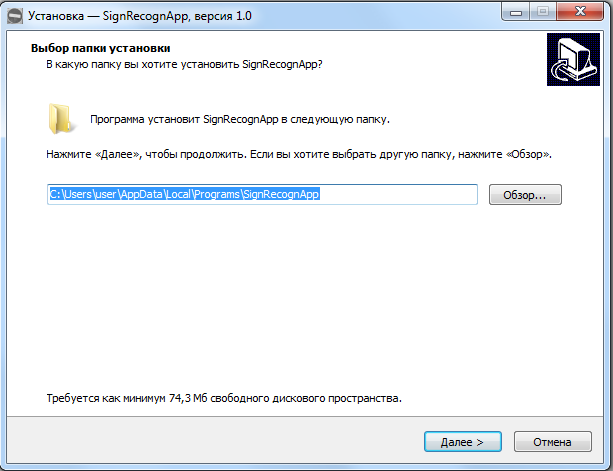 Установка — SignRecognApp, версия 1.0
Выбор папки установки
В какую папку вы хотите установить SignRecognApp?
Программа установит SignRecognApp в следующую папку.
Нажмите «Далее», чтобы продолжить. Если вы хотите выбрать другую папку, нажмите «Обзор».
C:\Users\user\AppData\Local\Programs\SignRecognApp
Обзор...
Требуется как минимум 74,3 Мб свободного дискового пространства.
Далее >
Отмена